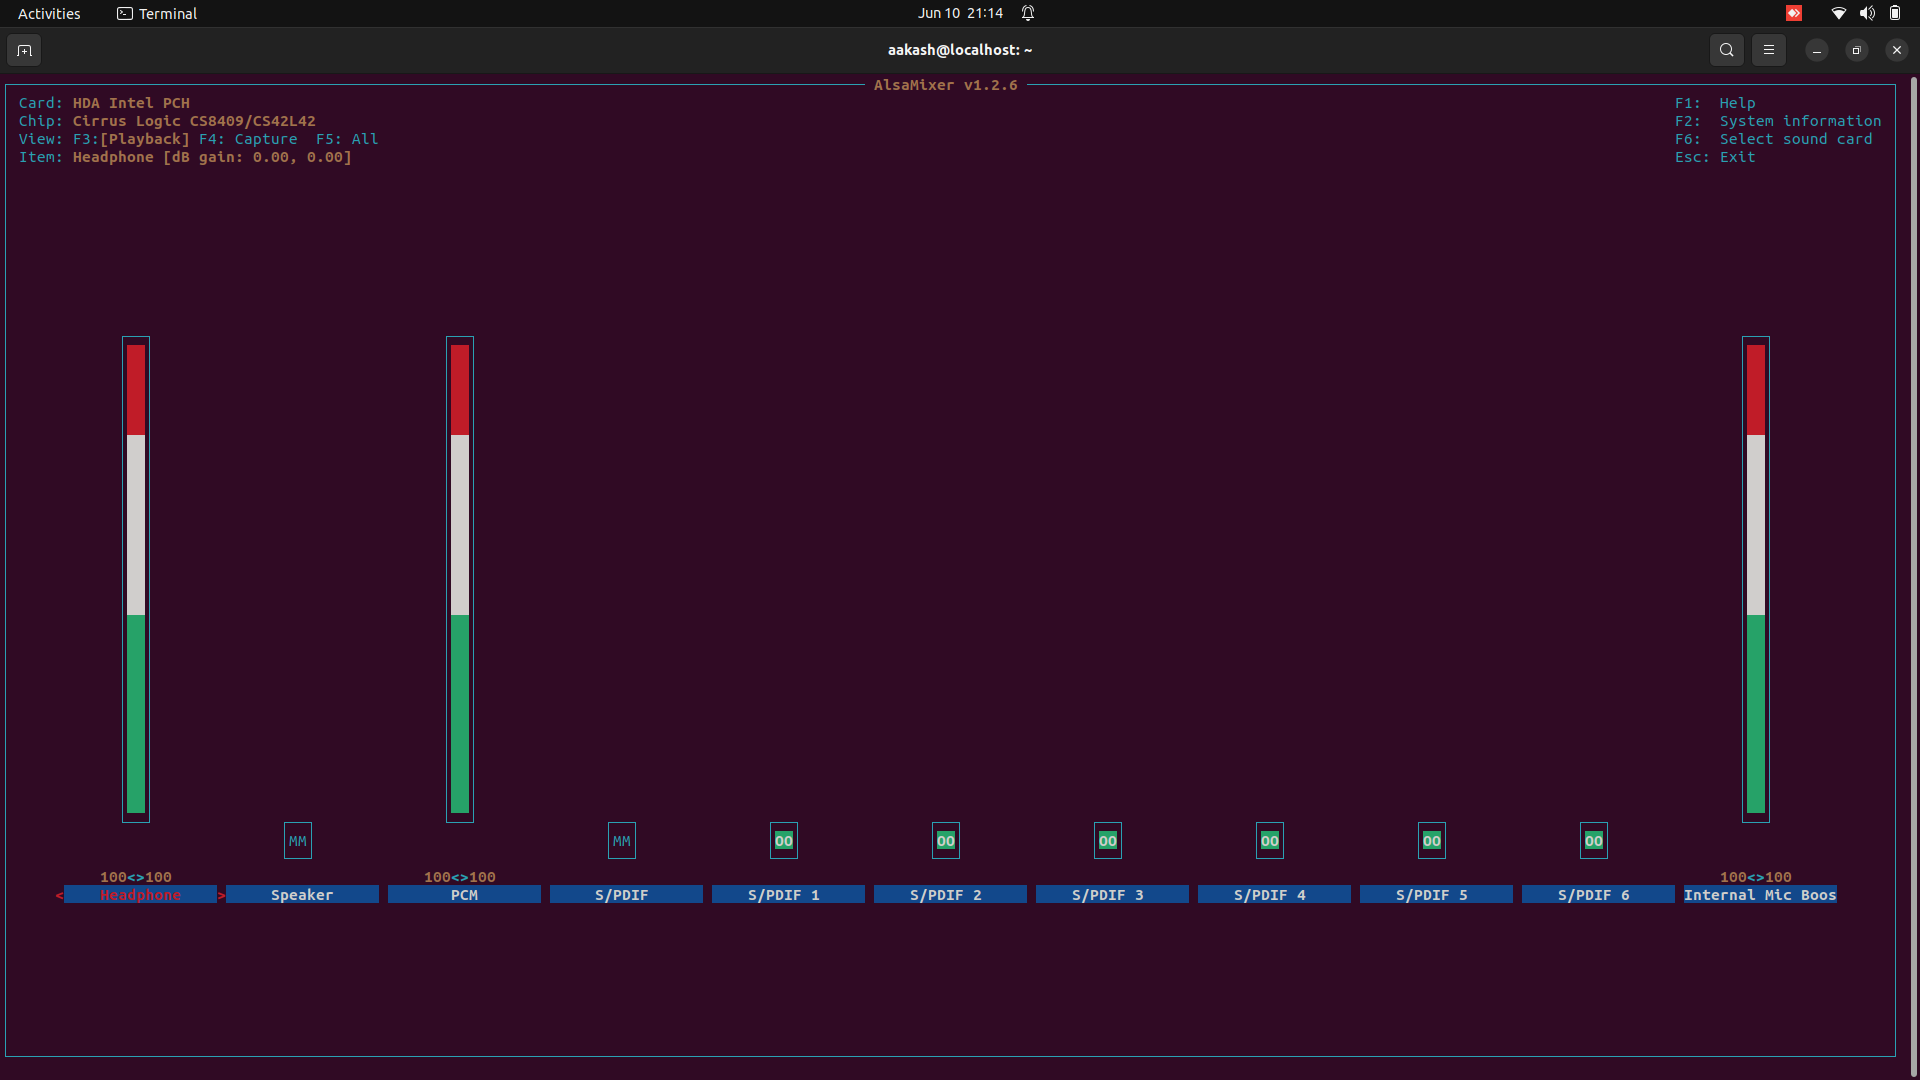 Activities Terminal Jun 10 21:14
aakash@localhost: ~
AlsaMixer v1.2.6
Card: HDA Intel PCH F1: Help
Chip: Cirrus Logic CS8409/CS42L42 F2: System information
View: F3:[Playback] F4: Capture F5: All F6: Select sound card
Item: Headphone [dB gain: 0.00, 0.00] Esc: Exit
MM MM OO OO OO OO OO OO
100<>100 100<>100 100<>100
< Headphone > Speaker PCM S/PDIF S/PDIF 1 S/PDIF 2 S/PDIF 3 S/PDIF 4 S/PDIF 5 S/PDIF 6 Internal Mic Boos